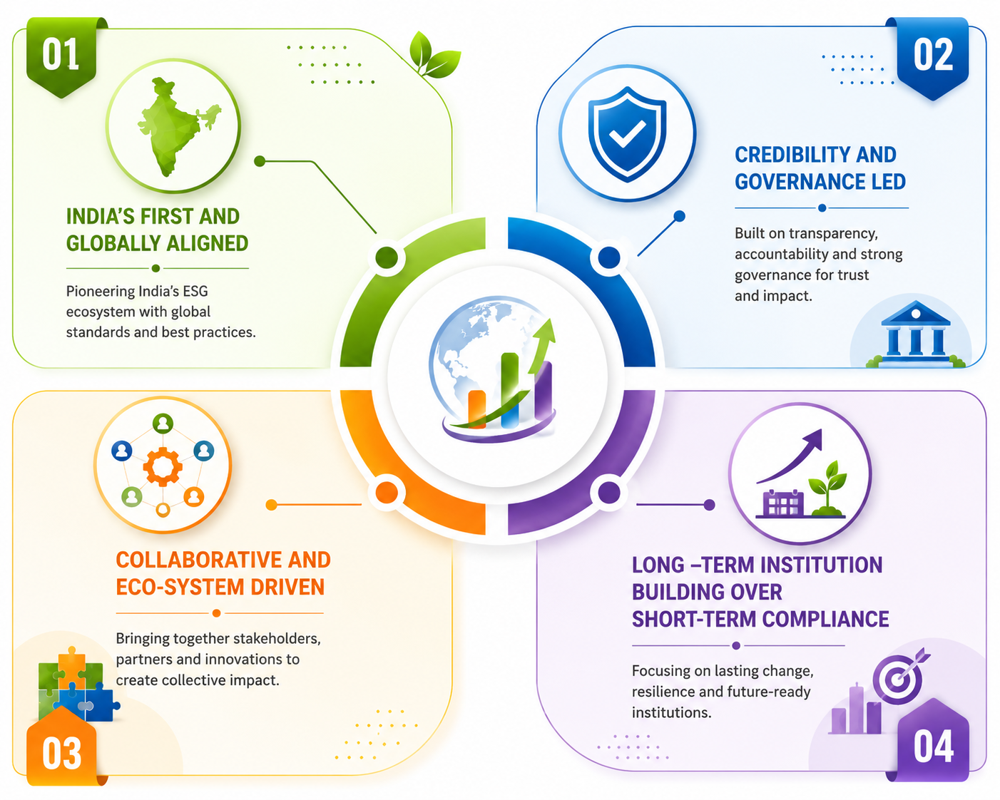 01
INDIA'S FIRST AND
GLOBALLY ALIGNED
Pioneering India's ESG
ecosystem with global
standards and best practices.
02
CREDIBILITY AND
GOVERNANCE LED
Built on transparency,
accountability and strong
governance for trust
and impact.
03
COLLABORATIVE AND
ECO-SYSTEM DRIVEN
Bringing together stakeholders,
partners and innovations to
create collective impact.
04
LONG –TERM INSTITUTION
BUILDING OVER
SHORT-TERM COMPLIANCE
Focusing on lasting change,
resilience and future-ready
institutions.